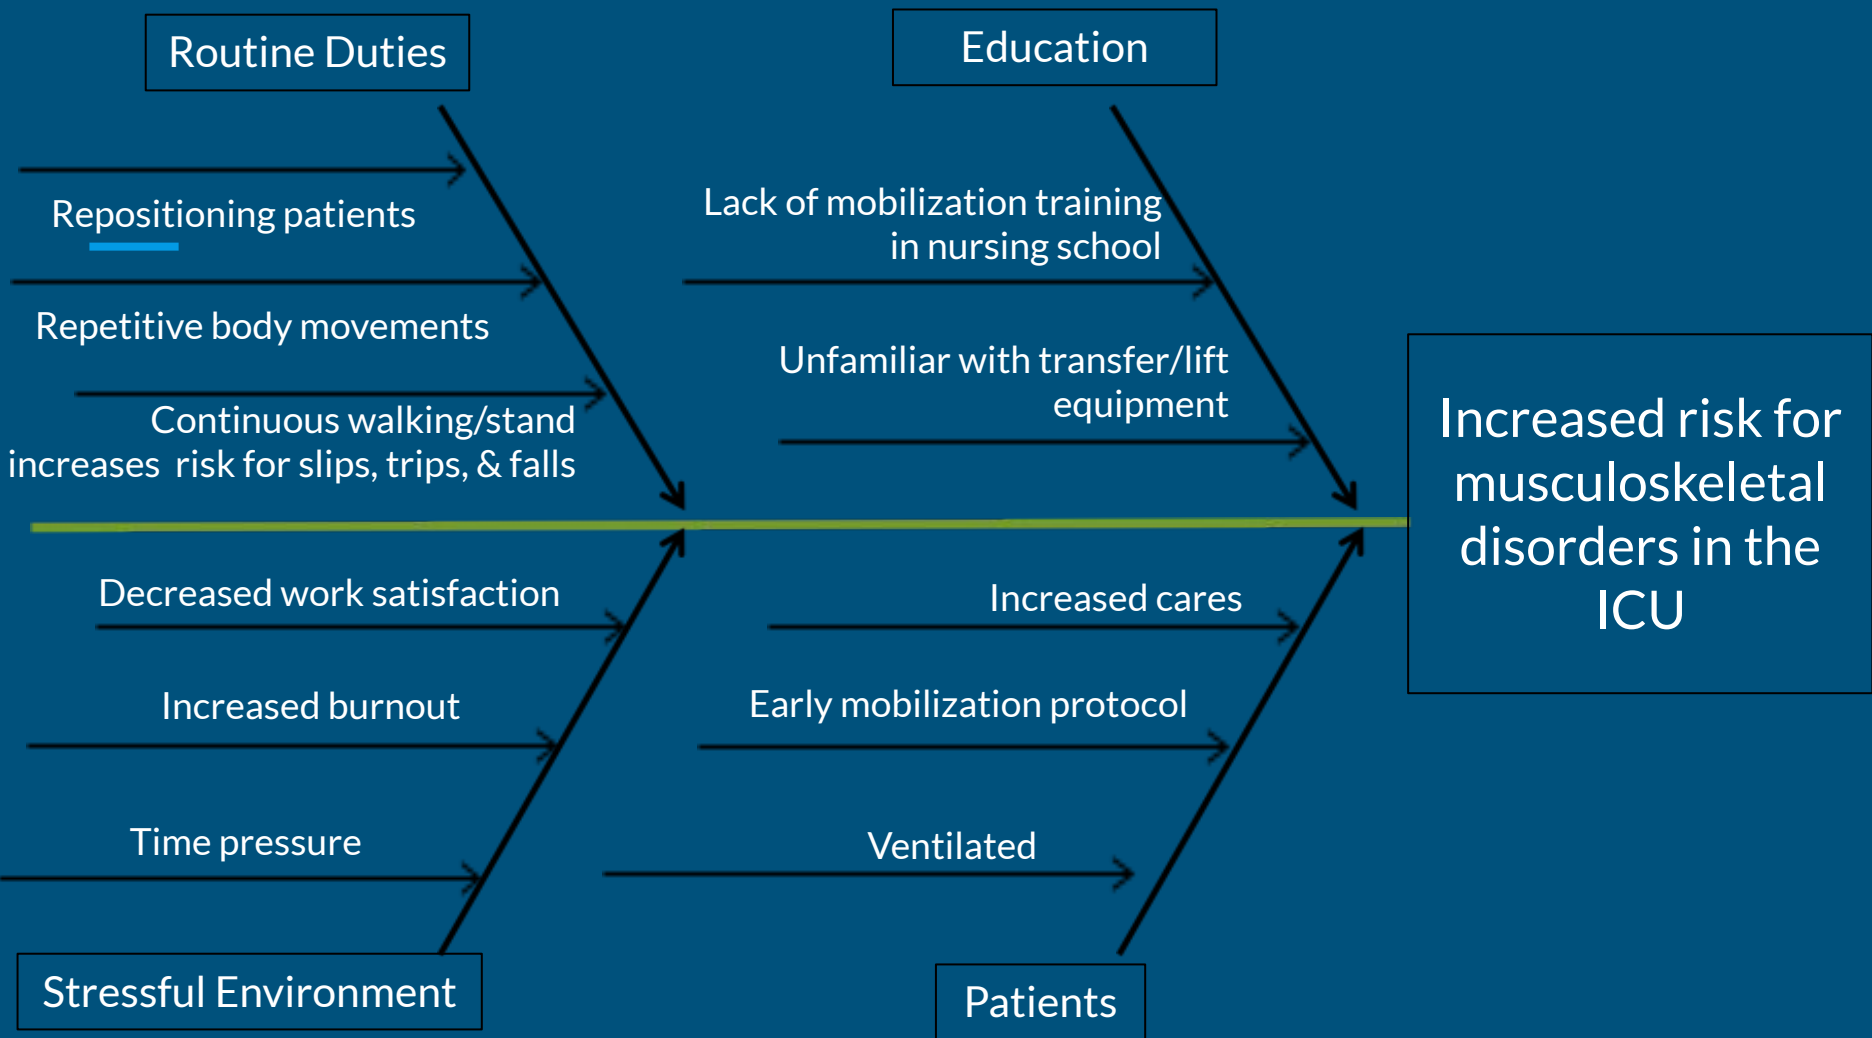 Routine Duties
Education
Repositioning patients
Repetitive body movements
Continuous walking/stand
increases  risk for slips, trips, & falls
Lack of mobilization training
in nursing school
Unfamiliar with transfer/lift
equipment
Increased risk for
musculoskeletal
disorders in the
ICU
Decreased work satisfaction
Increased burnout
Time pressure
Stressful Environment
Increased cares
Early mobilization protocol
Ventilated
Patients